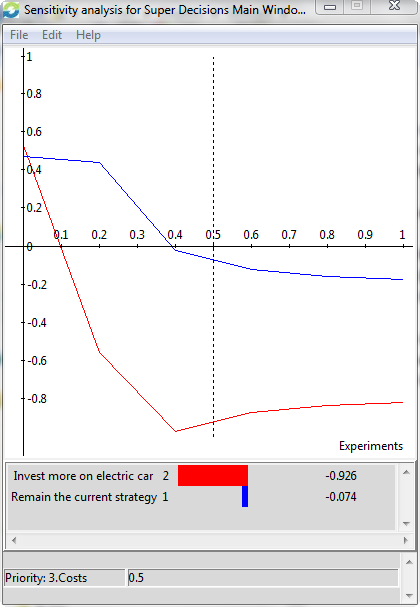 Sensitivity analysis for Super Decisions Main Windo...
File Edit Help
1
0.8
0.6
0.4
0.2
0 0.1 0.2 0.3 0.4 0.5 0.6 0.7 0.8 0.9 1
-0.2
-0.4
-0.6
-0.8
Experiments
Invest more on electric car 2 -0.926
Remain the current strategy 1 -0.074
Priority: 3.Costs 0.5